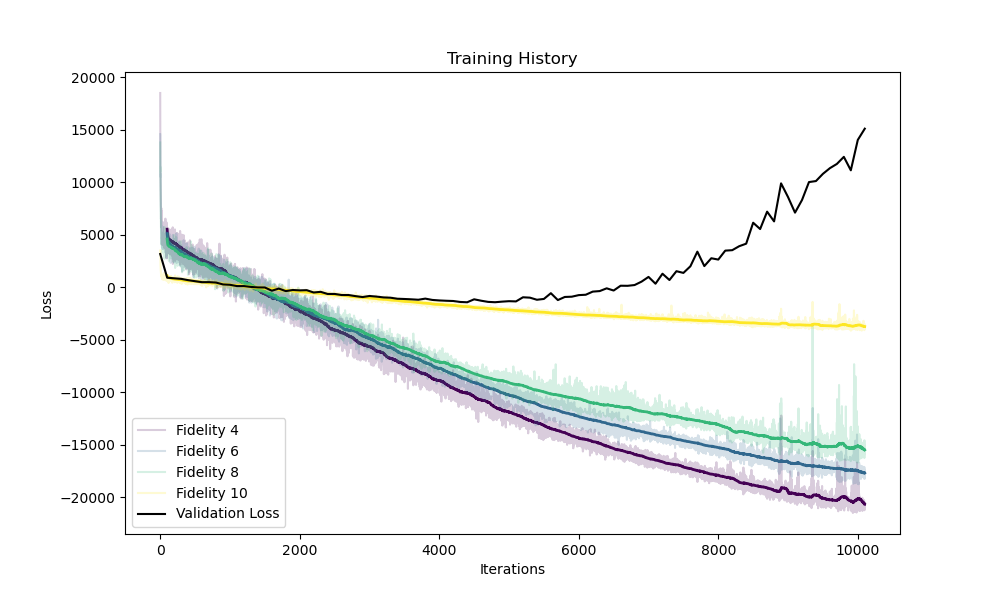 Training History
Loss
20000
15000
10000
5000
0
−5000
−10000
−15000
−20000
Fidelity 4
Fidelity 6
Fidelity 8
Fidelity 10
Validation Loss
0
2000
4000
6000
8000
10000
Iterations